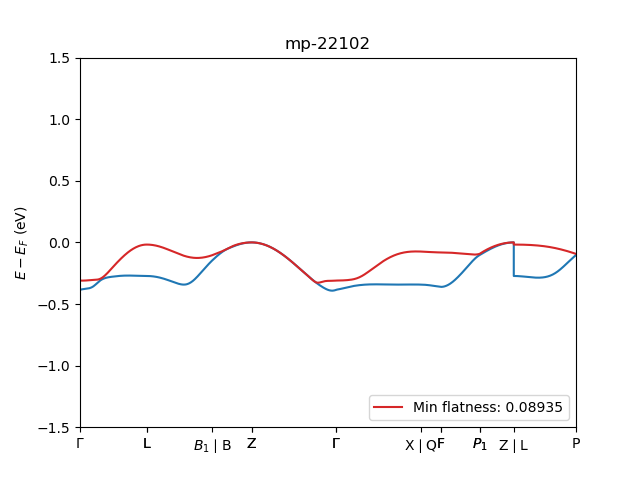 mp-22102
1.5
1.0
0.5
0.0
−0.5
−1.0
−1.5
E − E_F (eV)
Min flatness: 0.08935
Γ L B₁ | B Z Γ X | Q F P₁ Z | L P